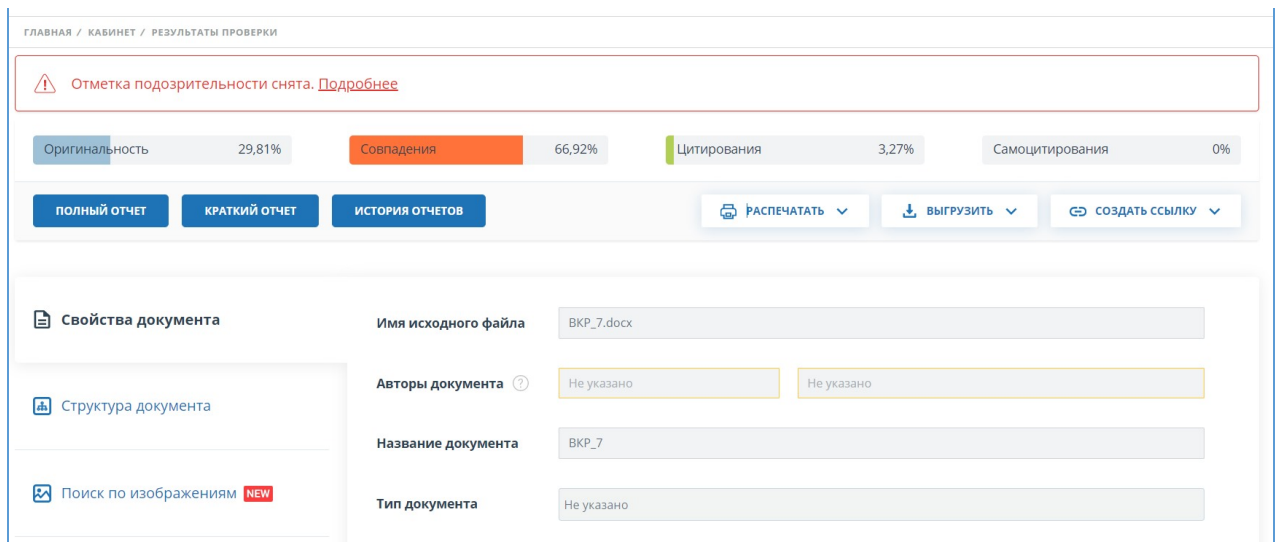 ГЛАВНАЯ / КАБИНЕТ / РЕЗУЛЬТАТЫ ПРОВЕРКИ
Отметка подозрительности снята. Подробнее
Оригинальность 29,81% Совпадения 66,92% Цитирования 3,27% Самоцитирования 0%
ПОЛНЫЙ ОТЧЕТ КРАТКИЙ ОТЧЕТ ИСТОРИЯ ОТЧЕТОВ РАСПЕЧАТАТЬ ВЫГРУЗИТЬ СОЗДАТЬ ССЫЛКУ
Свойства документа
Структура документа
Поиск по изображениям NEW
Имя исходного файла ВКР_7.docx
Авторы документа ? Не указано Не указано
Название документа ВКР_7
Тип документа Не указано